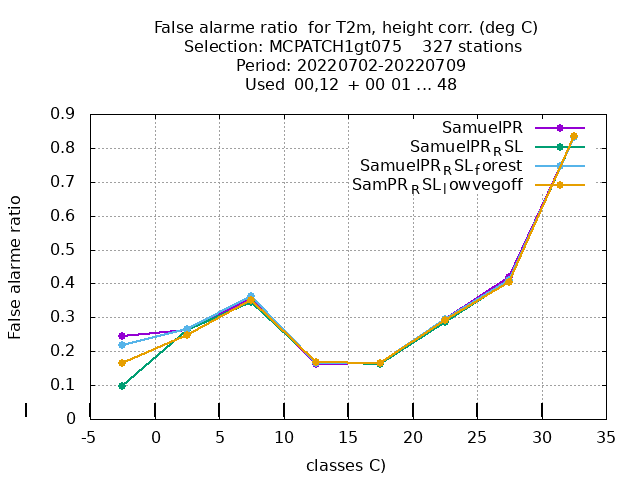 False alarme ratio  for T2m, height corr. (deg C)
Selection: MCPATCH1gt075    327 stations
Period: 20220702-20220709
Used  00,12  + 00 01 ... 48
SamuelPR
SamuelPR_RSL
SamuelPR_RSL_forest
SamPR_RSL_lowvegoff
0.9
0.8
0.7
0.6
0.5
0.4
0.3
0.2
0.1
0
False alarme ratio
-5 0 5 10 15 20 25 30 35
classes C)